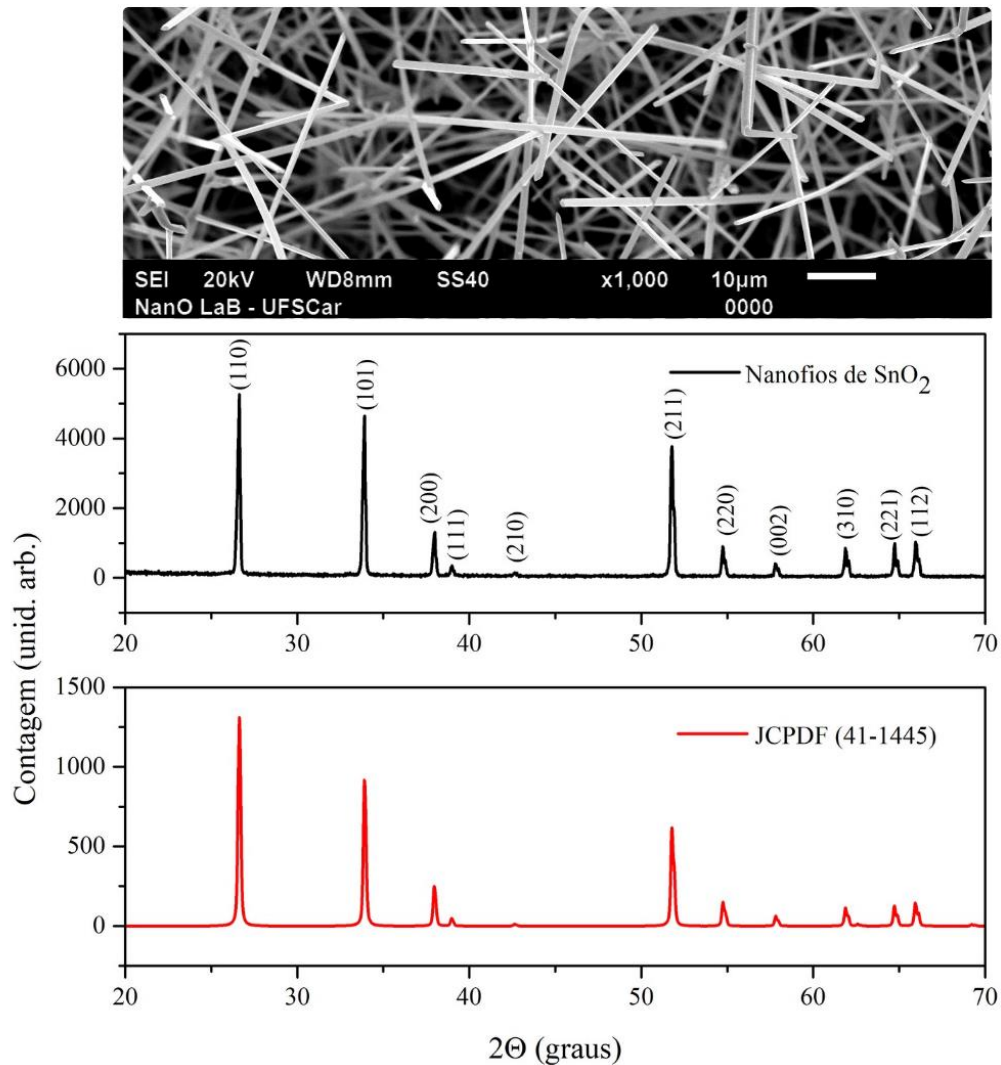 SEI 20kV WD8mm SS40 x1,000 10μm
NanO LaB - UFSCar 0000
Contagem (unid. arb.)
6000
4000
2000
0
(110)
(101)
(200)
(111)
(210)
(211)
(220)
(002)
(310)
(221)
(112)
Nanofios de SnO2
20 30 40 50 60 70
1500
1000
500
0
JCPDF (41-1445)
20 30 40 50 60 70
2Θ (graus)